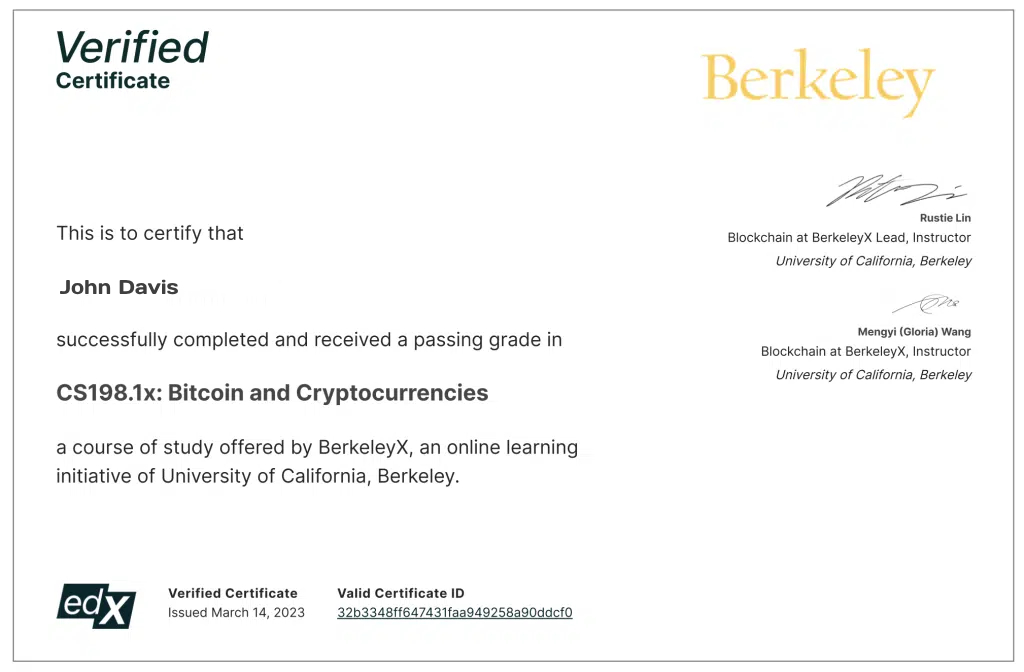 Verified
Certificate
Berkeley
This is to certify that
John Davis
successfully completed and received a passing grade in
CS198.1x: Bitcoin and Cryptocurrencies
a course of study offered by BerkeleyX, an online learning
initiative of University of California, Berkeley.
Rustie Lin
Blockchain at BerkeleyX Lead, Instructor
University of California, Berkeley
Mengyi (Gloria) Wang
Blockchain at BerkeleyX, Instructor
University of California, Berkeley
edX
Verified Certificate
Issued March 14, 2023
Valid Certificate ID
32b3348ff647431faa949258a90ddcf0